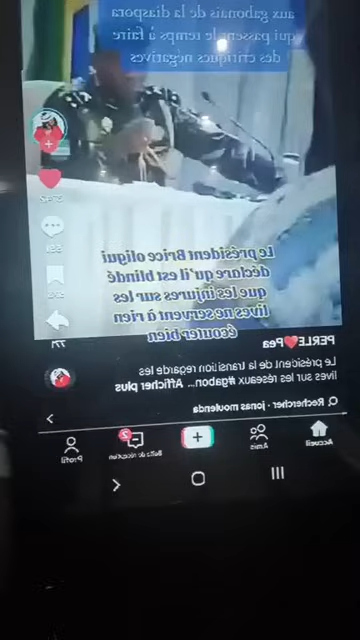 aux gabonais de la diaspora
qui passent le temps à faire
des critiques négatives
Le président Brice oligui
déclare qu'il est blindé
que les injures sur les
lives ne servent à rien
écouter bien
PERLE❤️Pea
Le président de la transition regarde les
lives sur les réseaux #gabon... Afficher plus
Rechercher · jonas moulenda
Accueil
Amis
2
Boîte de réception
Profil